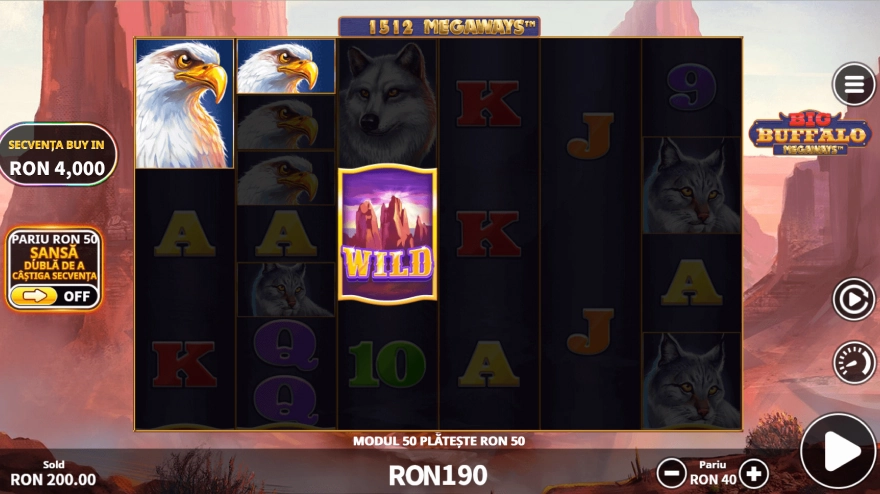 1512 MEGAWAYS™
SECVENȚA BUY IN
RON 4,000
PARIU RON 50
ȘANSĂ
DUBLĂ DE A
CÂȘTIGA SECVENȚA
OFF
BIG
BUFFALO
MEGAWAYS™
K
9
J
A
A
WILD
K
A
K
Q
Q
10
A
J
MODUL 50 PLĂTEȘTE RON 50
Sold
RON 200.00
RON190
Pariu
RON 40